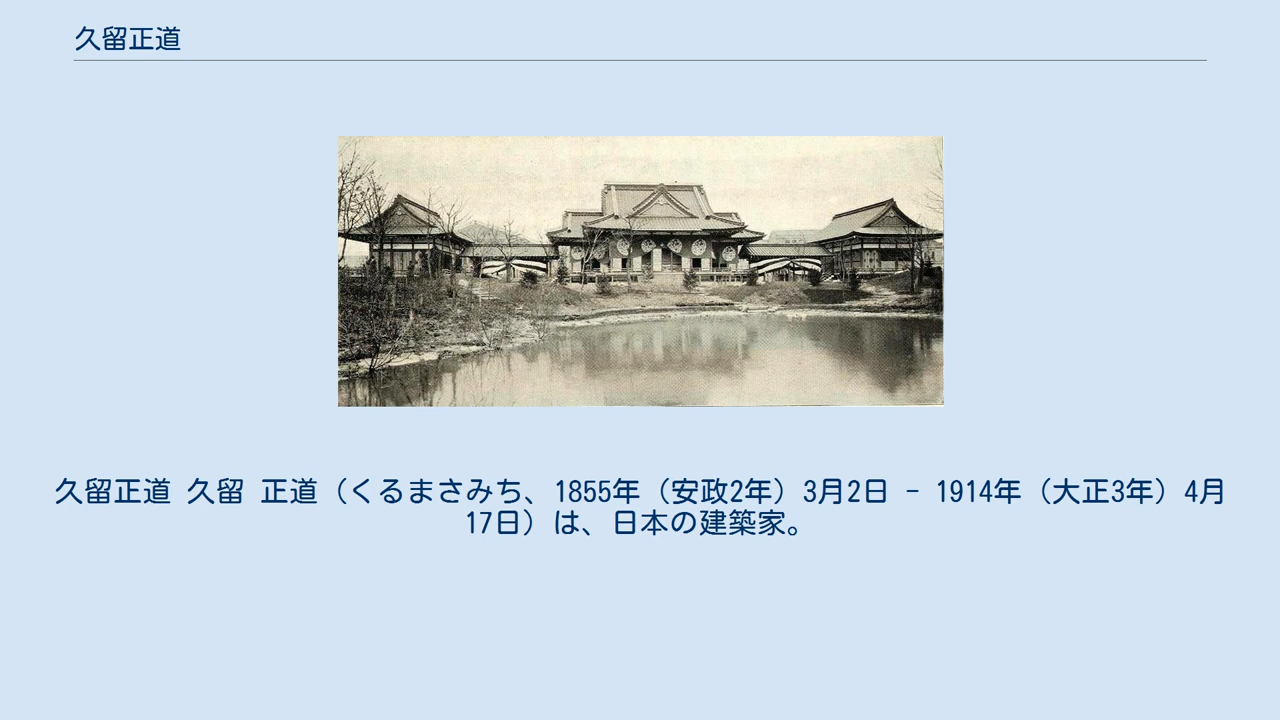 久留正道
久留正道 久留 正道（くるまさみち、1855年（安政2年）3月2日 - 1914年（大正3年）4月
17日）は、日本の建築家。